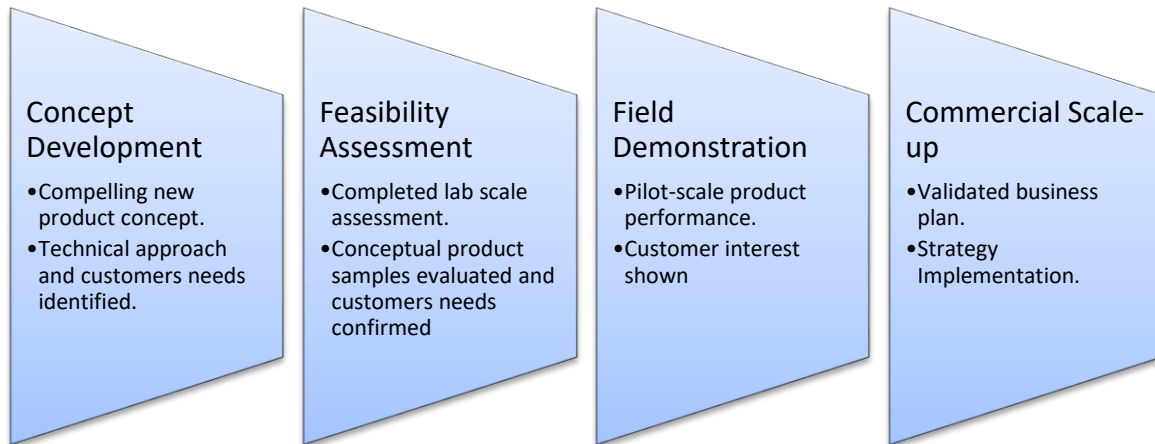 Concept
Development
•Compelling new
product concept.
•Technical approach
and customers needs
identified.
Feasibility
Assessment
•Completed lab scale
assessment.
•Conceptual product
samples evaluated and
customers needs
confirmed
Field
Demonstration
•Pilot-scale product
performance.
•Customer interest
shown
Commercial Scale-
up
•Validated business
plan.
•Strategy
Implementation.